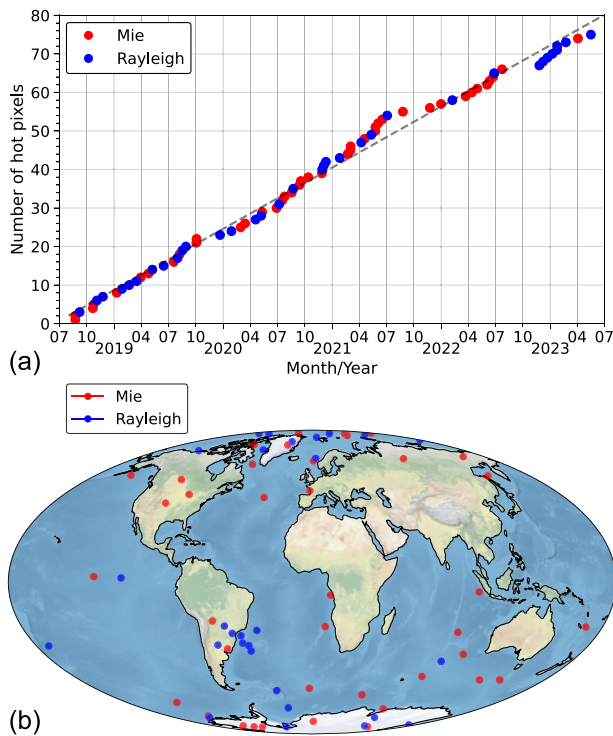 80
70
60
50
40
30
20
10
0
Number of hot pixels
Mie
Rayleigh
07 10 04 07 10 04 07 10 04 07 10 04 07 10 04 07
2019 2020 2021 2022 2023
Month/Year
(a)
Mie
Rayleigh
(b)